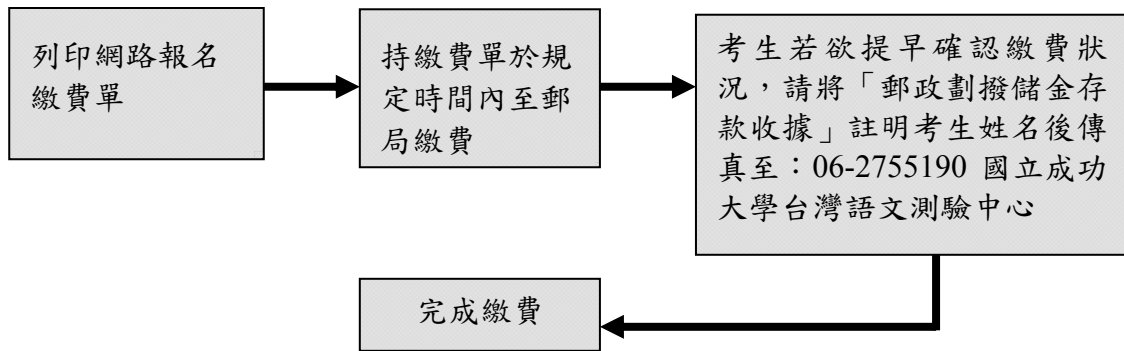 列印網路報名
繳費單
持繳費單於規
定時間內至郵
局繳費
考生若欲提早確認繳費狀
況，請將「郵政劃撥儲金存
款收據」註明考生姓名後傳
真至：06-2755190 國立成功
大學台灣語文測驗中心
完成繳費